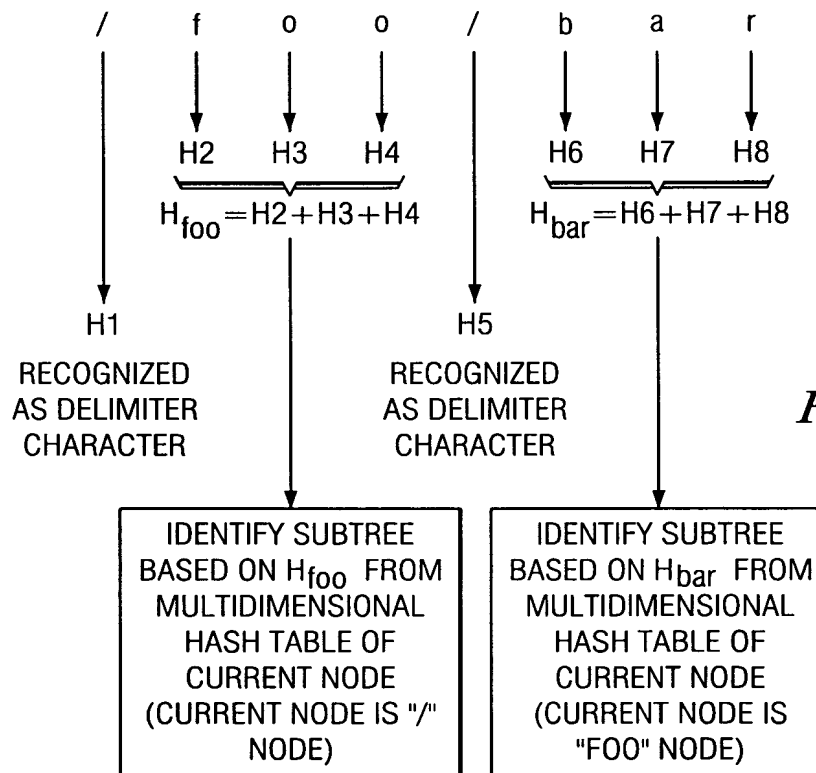 / f o o / b a r
H2 H3 H4 H6 H7 H8
Hfoo=H2+H3+H4 Hbar=H6+H7+H8
H1 H5
RECOGNIZED
AS DELIMITER
CHARACTER
RECOGNIZED
AS DELIMITER
CHARACTER
IDENTIFY SUBTREE
BASED ON Hfoo FROM
MULTIDIMENSIONAL
HASH TABLE OF
CURRENT NODE
(CURRENT NODE IS "/"
NODE)
IDENTIFY SUBTREE
BASED ON Hbar FROM
MULTIDIMENSIONAL
HASH TABLE OF
CURRENT NODE
(CURRENT NODE IS
"FOO" NODE)